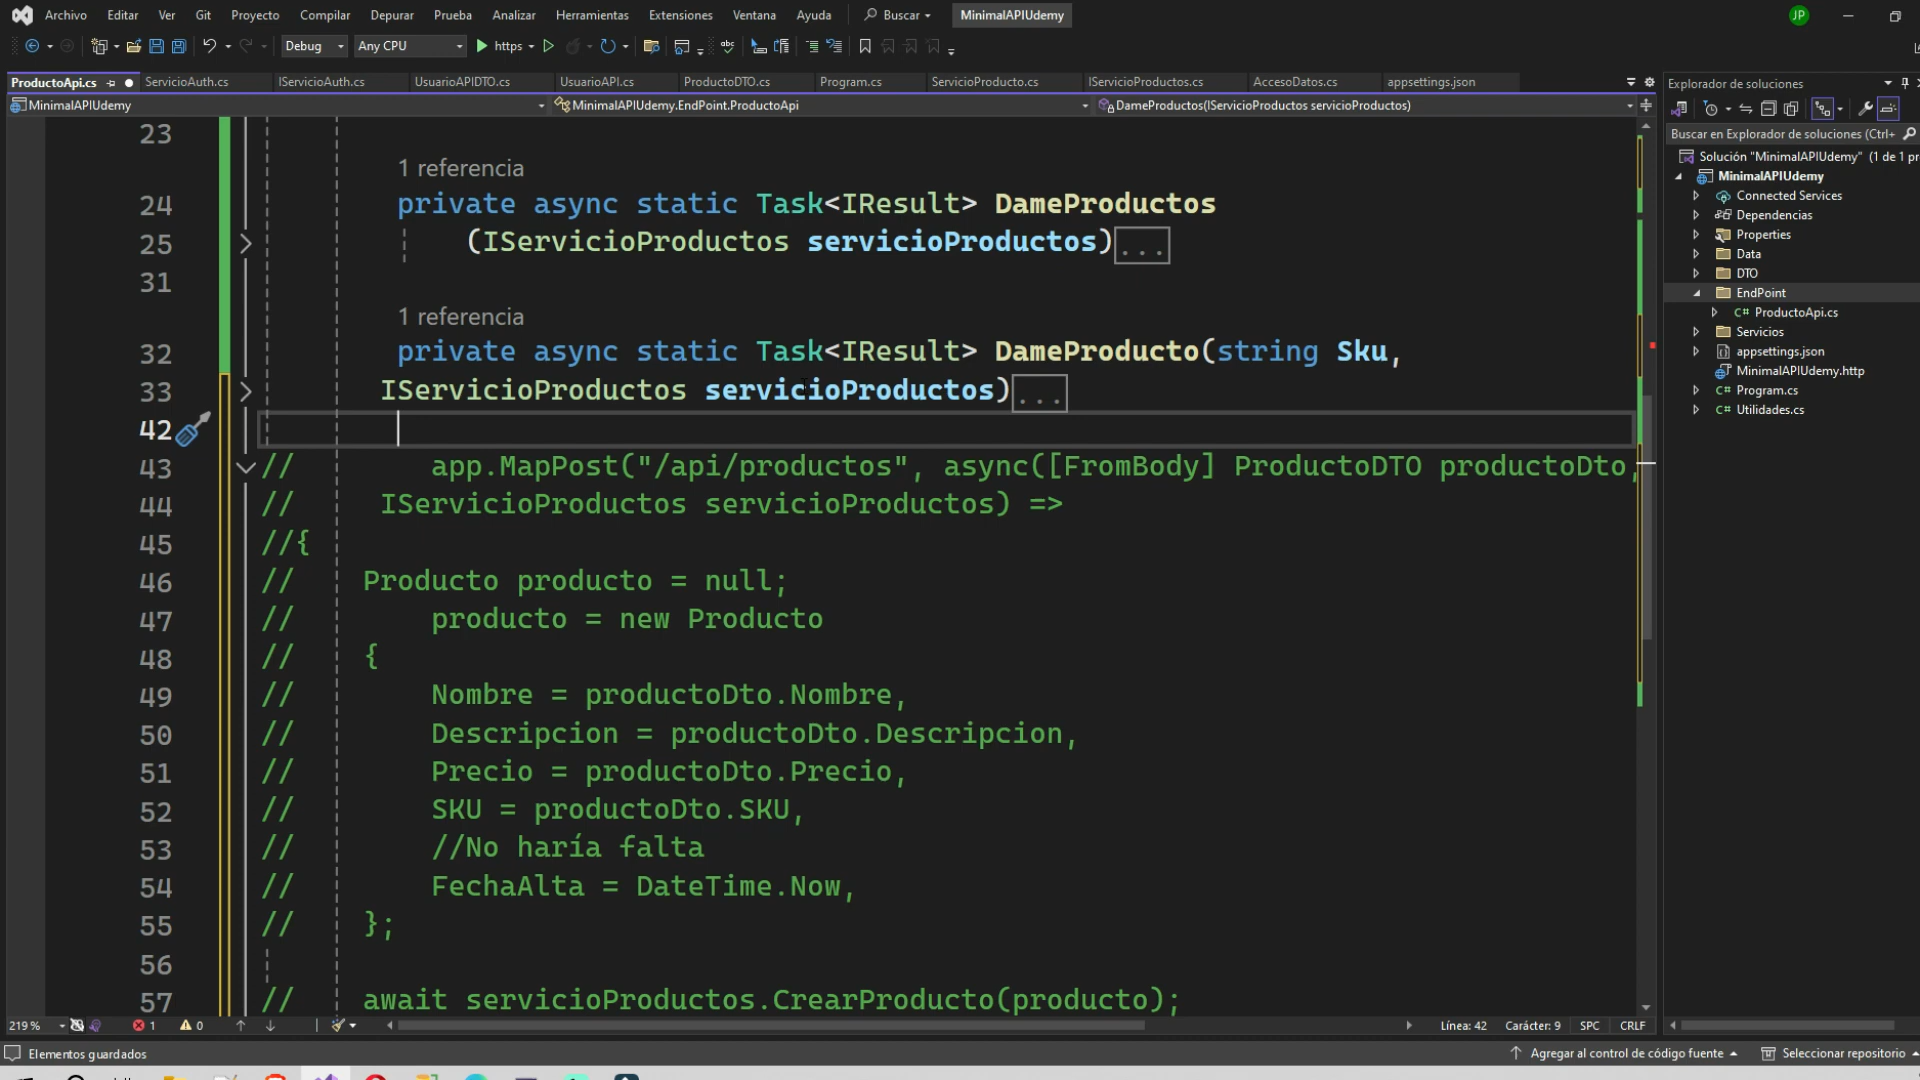 Archivo Editar Ver Git Proyecto Compilar Depurar Prueba Analizar Herramientas Extensiones Ventana Ayuda Buscar MinimalAPIUdemy JP
Debug Any CPU https
ProductoApi.cs ServicioAuth.cs IServicioAuth.cs UsuarioAPIDTO.cs UsuarioAPI.cs ProductoDTO.cs Program.cs ServicioProducto.cs IServicioProductos.cs AccesoDatos.cs appsettings.json
MinimalAPIUdemy MinimalAPIUdemy.EndPoint.ProductoApi DameProductos(IServicioProductos servicioProductos)
23
1 referencia
24 private async static Task<IResult> DameProductos
25 (IServicioProductos servicioProductos)...
31
1 referencia
32 private async static Task<IResult> DameProducto(string Sku,
33 IServicioProductos servicioProductos)...
42
43 // app.MapPost("/api/productos", async([FromBody] ProductoDTO productoDto,
44 // IServicioProductos servicioProductos) =>
45 //{
46 // Producto producto = null;
47 // producto = new Producto
48 // {
49 // Nombre = productoDto.Nombre,
50 // Descripcion = productoDto.Descripcion,
51 // Precio = productoDto.Precio,
52 // SKU = productoDto.SKU,
53 // //No haría falta
54 // FechaAlta = DateTime.Now,
55 // };
56
57 // await servicioProductos.CrearProducto(producto);
219 % 1 0 Línea: 42 Carácter: 9 SPC CRLF
Elementos guardados Agregar al control de código fuente Seleccionar repositorio
Explorador de soluciones
Buscar en Explorador de soluciones (Ctrl+
Solución "MinimalAPIUdemy" (1 de 1 pr
MinimalAPIUdemy
Connected Services
Dependencias
Properties
Data
DTO
EndPoint
C# ProductoApi.cs
Servicios
appsettings.json
MinimalAPIUdemy.http
C# Program.cs
C# Utilidades.cs